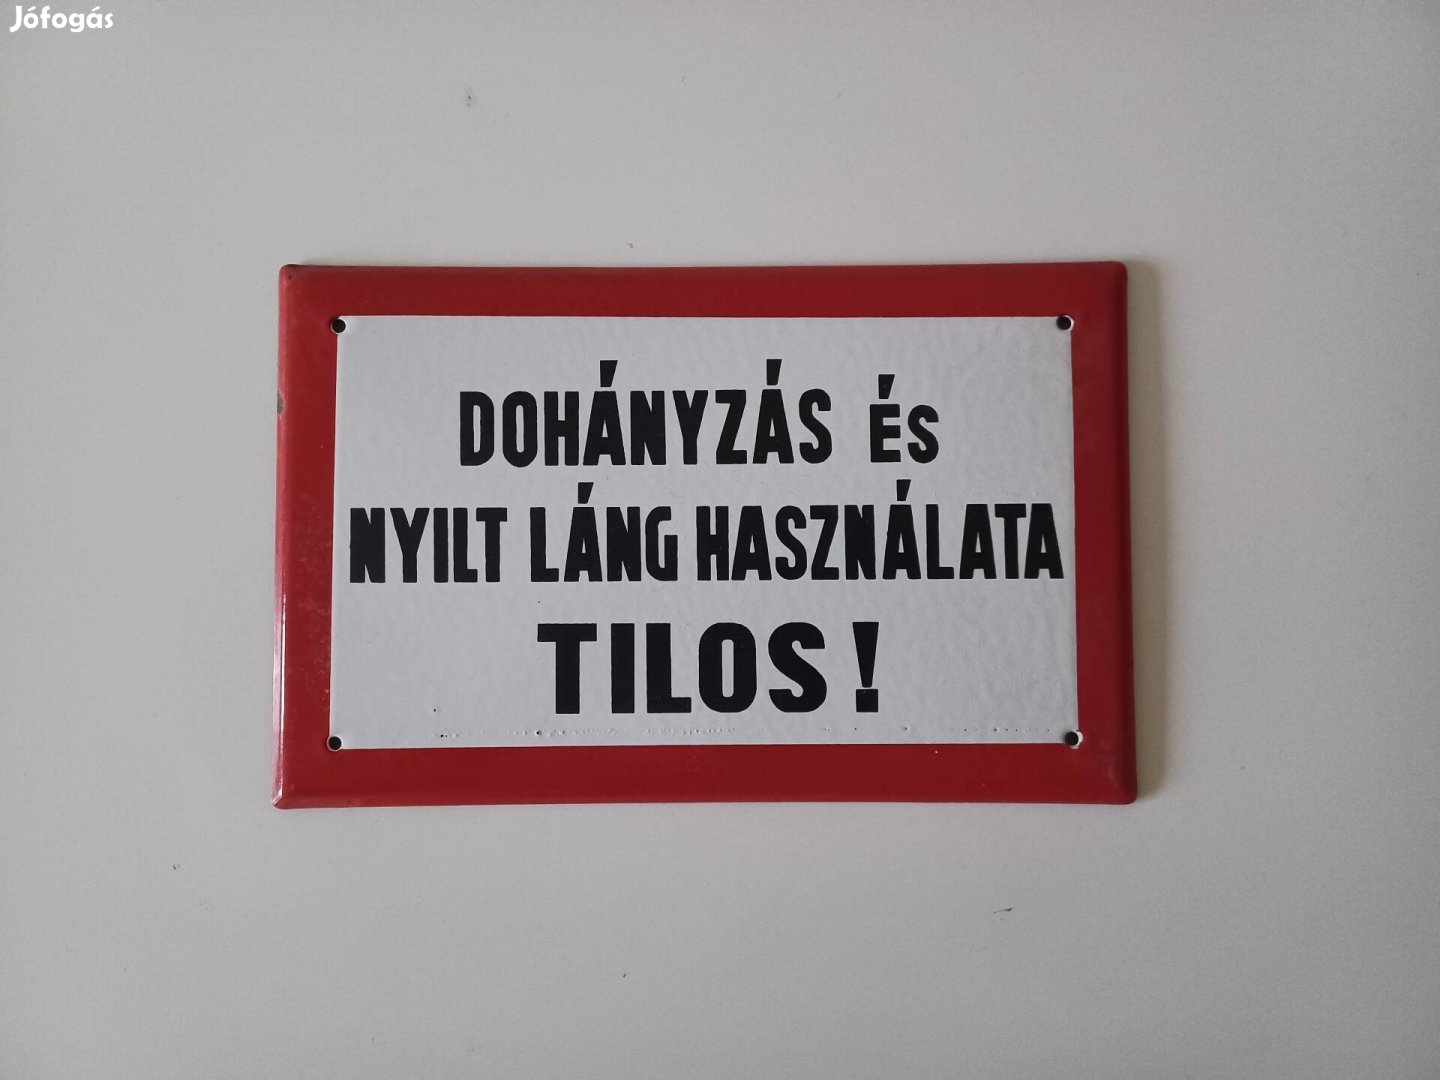 Jófogás
DOHÁNYZÁS ÉS
NYILT LÁNG HASZNÁLATA
TILOS!